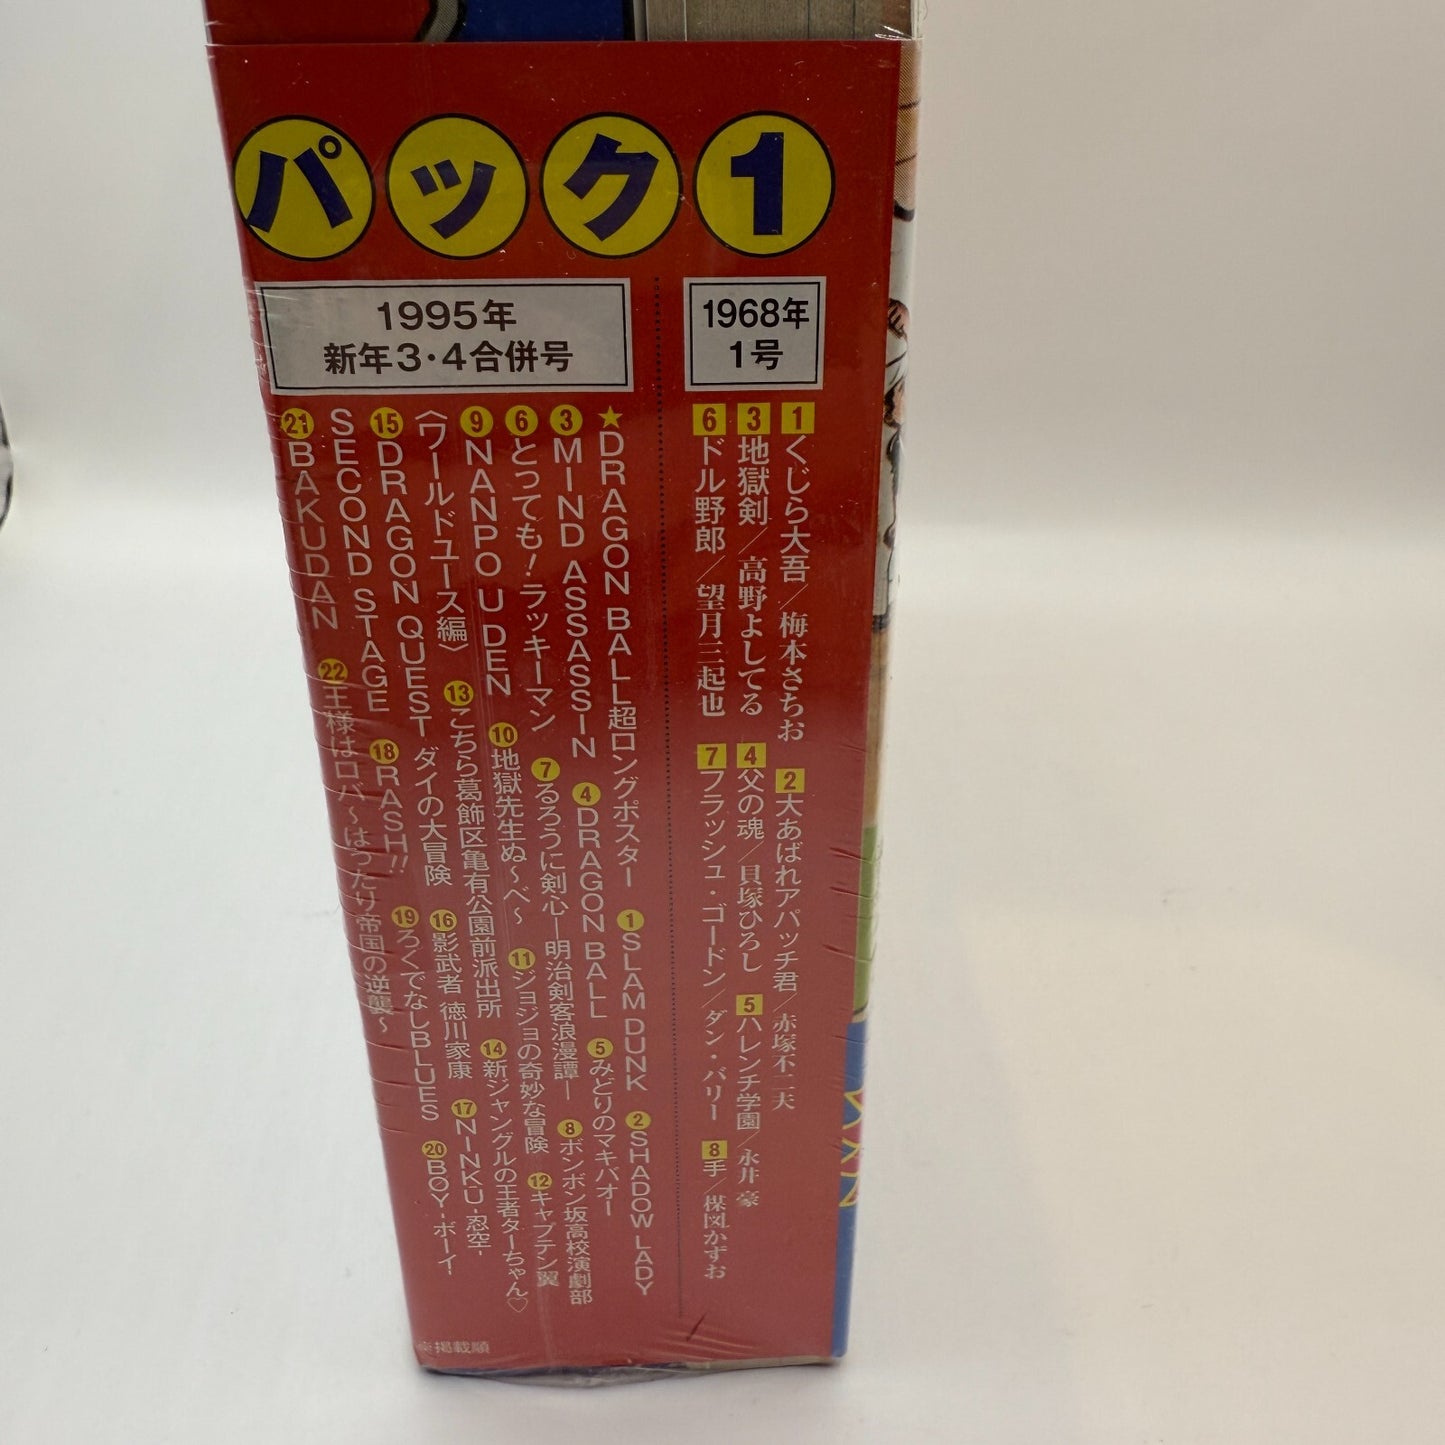 パック1
1968年
1号
1 くじら大吾/梅本さちお 2 大あばれアパッチ君/赤塚不二夫
3 地獄剣/高野よしてる 4 父の魂/貝塚ひろし 5 ハレンチ学園/永井 豪
6 ドル野郎/望月三起也 7 フラッシュ・ゴードン/ダン・バリー 8 手/楳図かずお
1995年
新年3・4合併号
★DRAGON BALL超ロングポスター 1 SLAM DUNK 2 SHADOW LADY
3 MIND ASSASSIN 4 DRAGON BALL 5 みどりのマキバオー
6 とっても!ラッキーマン 7 るろうに剣心―明治剣客浪漫譚― 8 ボンボン坂高校演劇部
9 NANPOU DEN 10 地獄先生ぬ〜べ〜 11 ジョジョの奇妙な冒険 12 キャプテン翼
〈ワールドユース編〉 13 こちら葛飾区亀有公園前派出所 14 新ジャングルの王者ターちゃん♡
15 DRAGON QUEST ダイの大冒険 16 影武者 徳川家康 17 NINKU-忍空-
SECOND STAGE 18 RASH!! 19 ろくでなしBLUES 20 BØY-ボーイ-
21 BAKUDAN 22 王様はロバ〜はったり帝国の逆襲〜
掲載順